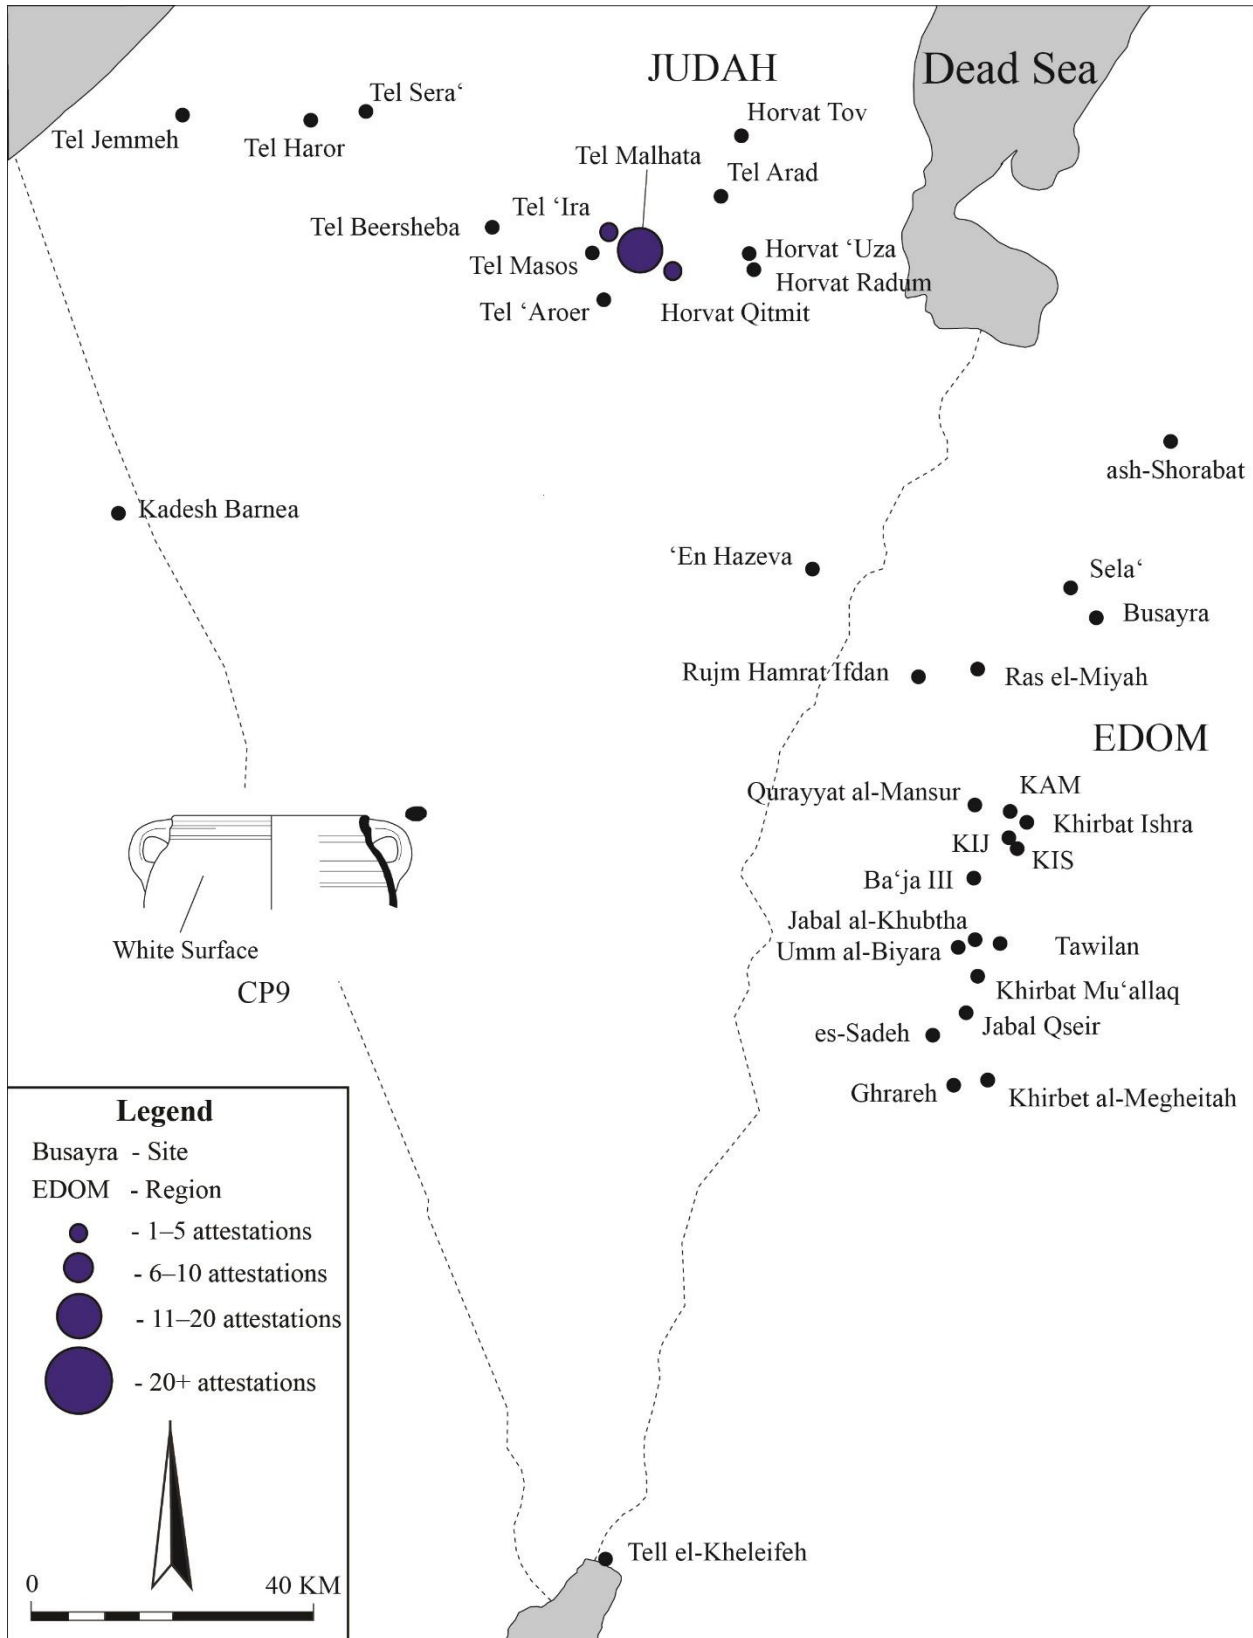 JUDAH
Dead Sea
Tel Sera‘
Tel Jemmeh
Tel Haror
Horvat Tov
Tel Malhata
Tel Arad
Tel ‘Ira
Tel Beersheba
Tel Masos
Horvat ‘Uza
Horvat Radum
Tel ‘Aroer
Horvat Qitmit
ash-Shorabat
Kadesh Barnea
‘En Hazeva
Sela‘
Busayra
Rujm Hamrat Ifdan
Ras el-Miyah
EDOM
Qurayyat al-Mansur
KAM
Khirbat Ishra
KIJ
KIS
Ba‘ja III
Jabal al-Khubtha
Umm al-Biyara
Tawilan
Khirbat Mu‘allaq
Jabal Qseir
es-Sadeh
Ghrareh
Khirbet al-Megheitah
White Surface
CP9
Legend
Busayra - Site
EDOM - Region
- 1–5 attestations
- 6–10 attestations
- 11–20 attestations
- 20+ attestations
0 40 KM
Tell el-Kheleifeh